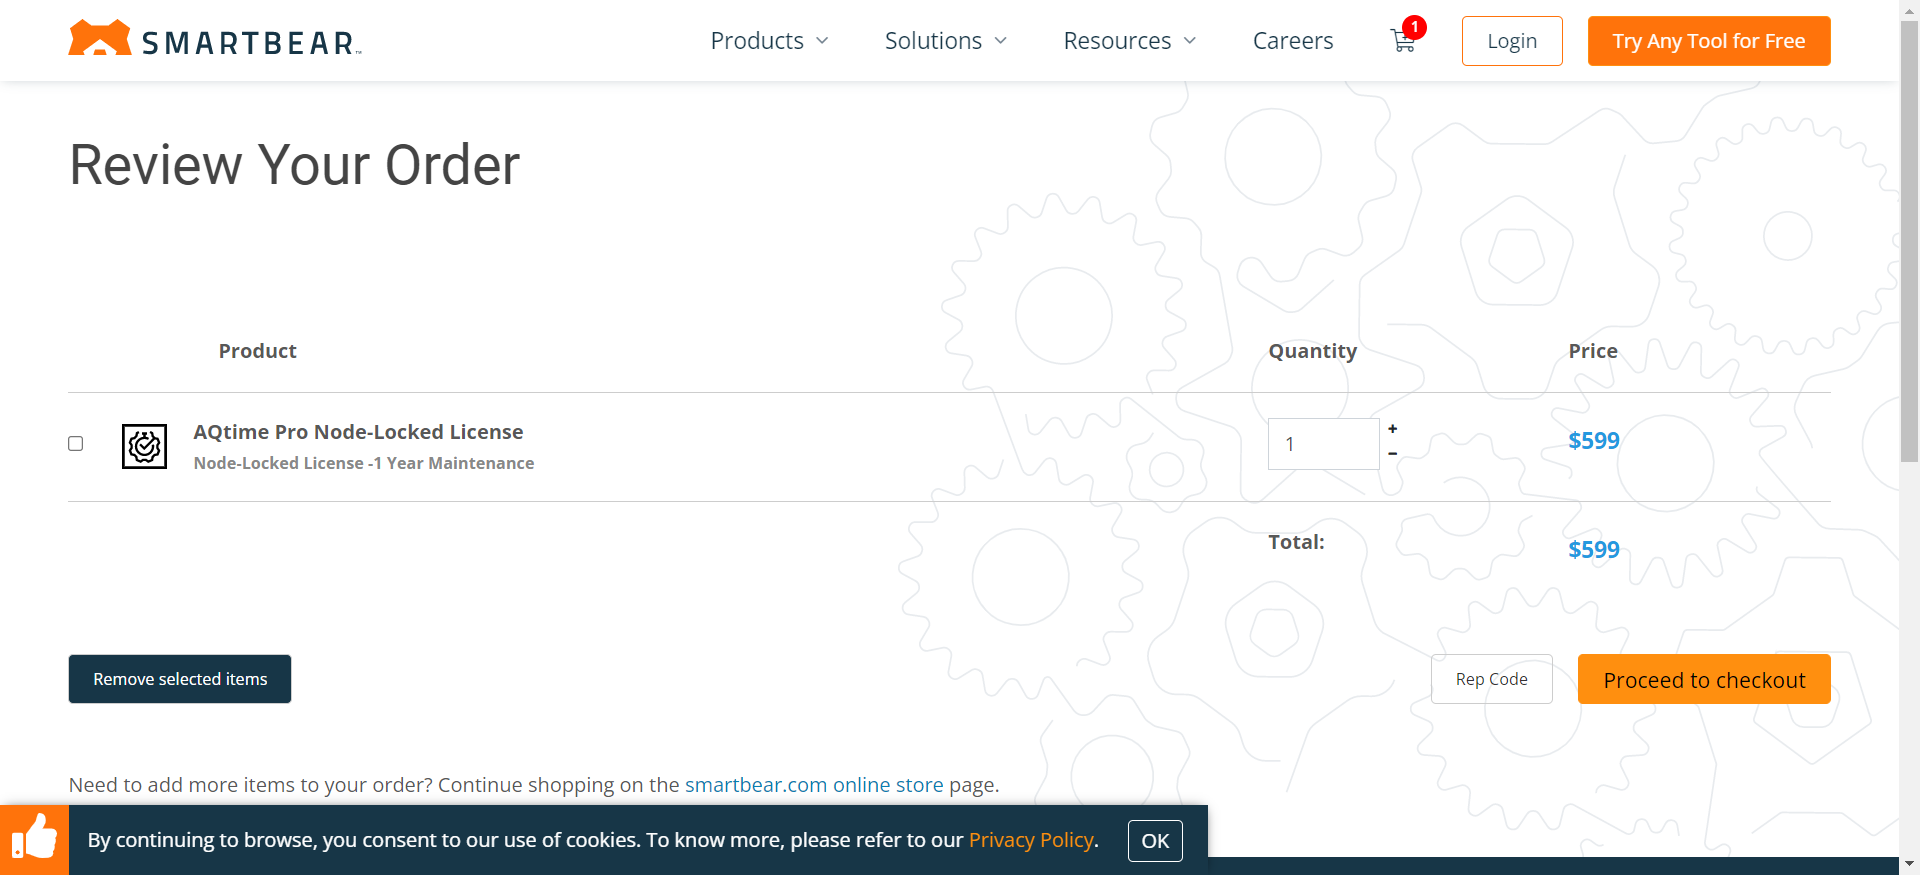 SMARTBEAR™
Products
Solutions
Resources
Careers
1
Login
Try Any Tool for Free
Review Your Order
Product
Quantity
Price
AQtime Pro Node-Locked License
Node-Locked License -1 Year Maintenance
1
+
-
$599
Total:
$599
Remove selected items
Rep Code
Proceed to checkout
Need to add more items to your order? Continue shopping on the smartbear.com online store page.
By continuing to browse, you consent to our use of cookies. To know more, please refer to our Privacy Policy.
OK